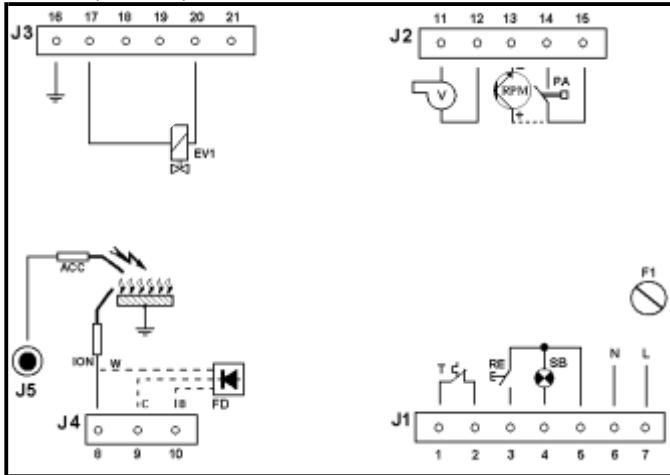 16 17 18 19 20 21
J3
EV1
11 12 13 14 15
J2
V
RPM
PA
−
+
ACC
ION
W
C
B
FD
J5
J4
8 9 10
F1
T
RE
SB
N
L
J1
1 2 3 4 5 6 7